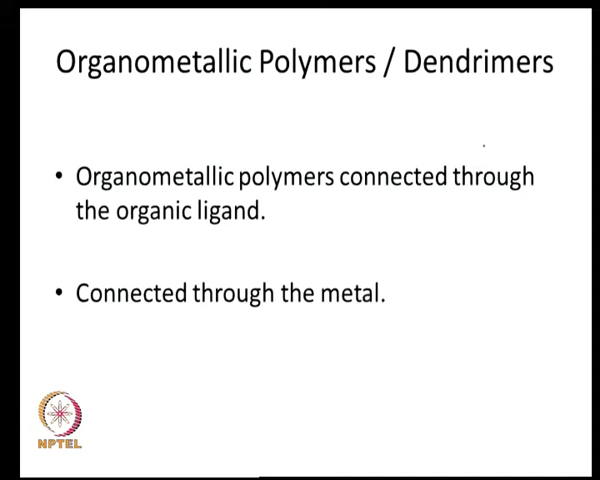 Organometallic Polymers / Dendrimers
• Organometallic polymers connected through
the organic ligand.
• Connected through the metal.
NPTEL